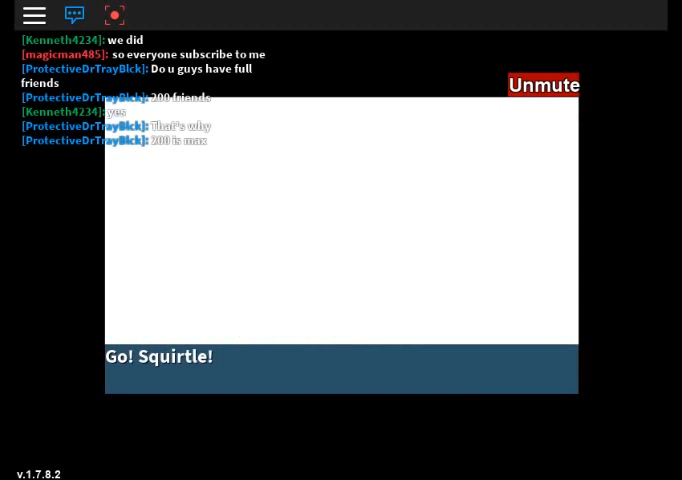 [Kenneth4234]: we did
[magicman485]: so everyone subscribe to me
[ProtectiveDrTrayBlck]: Do u guys have full
friends
Unmute
[ProtectiveDrTrayBlck]: 200 friends
[Kenneth4234]: yes
[ProtectiveDrTrayBlck]: That's why
[ProtectiveDrTrayBlck]: 200 is max
Go! Squirtle!
v.1.7.8.2